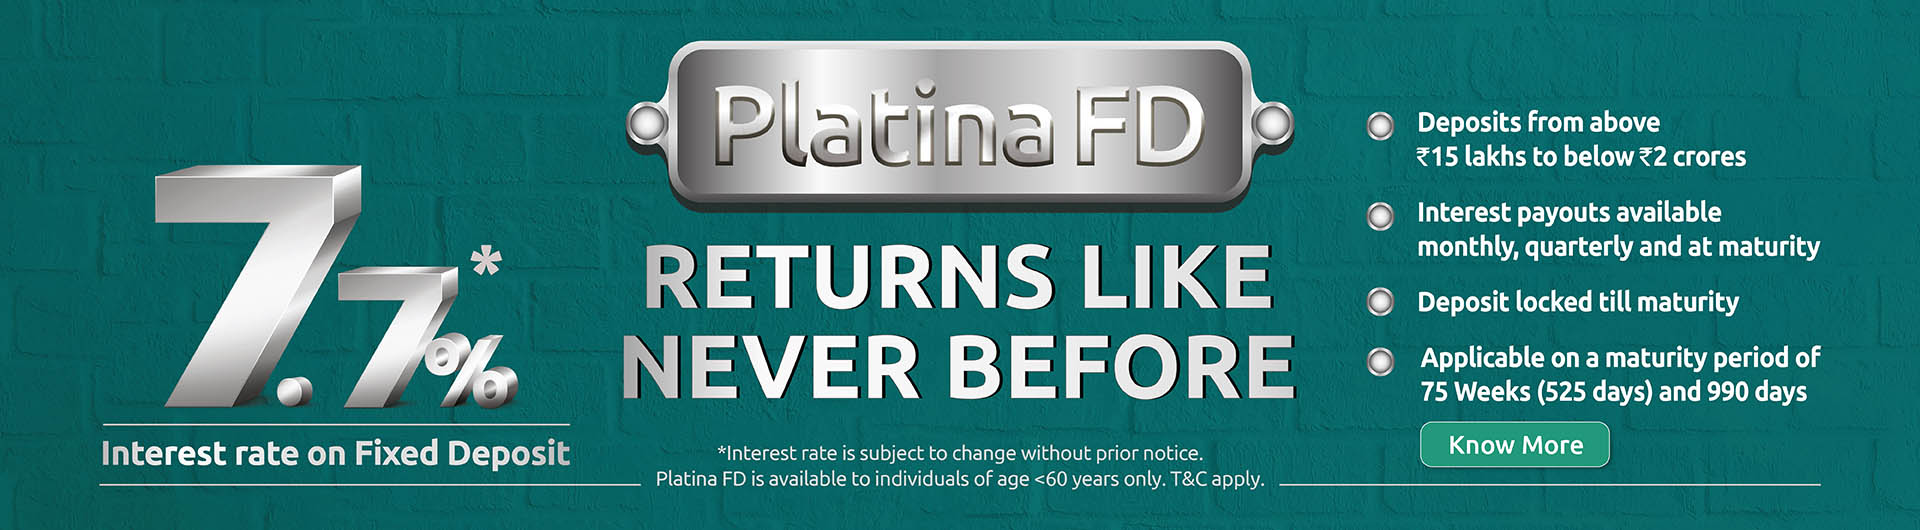 7.7%*
Interest rate on Fixed Deposit
Platina FD
RETURNS LIKE
NEVER BEFORE
*Interest rate is subject to change without prior notice.
Platina FD is available to individuals of age <60 years only. T&C apply.
Deposits from above
₹15 lakhs to below ₹2 crores
Interest payouts available
monthly, quarterly and at maturity
Deposit locked till maturity
Applicable on a maturity period of
75 Weeks (525 days) and 990 days
Know More